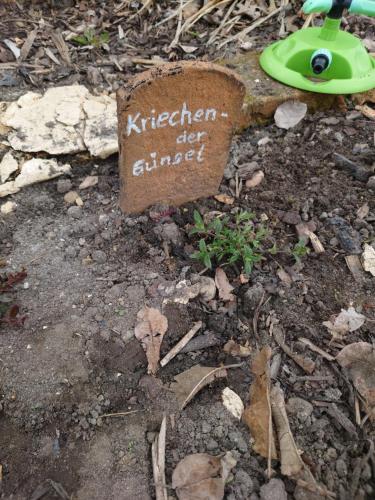 Kriechen-
der
Günsel